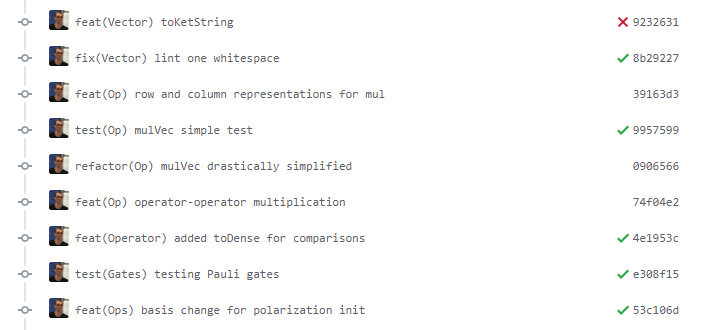 feat(Vector) toKetString 9232631
fix(Vector) lint one whitespace 8b29227
feat(Op) row and column representations for mul 39163d3
test(Op) mulVec simple test 9957599
refactor(Op) mulVec drastically simplified 0906566
feat(Op) operator-operator multiplication 74f04e2
feat(Operator) added toDense for comparisons 4e1953c
test(Gates) testing Pauli gates e308f15
feat(Ops) basis change for polarization init 53c106d